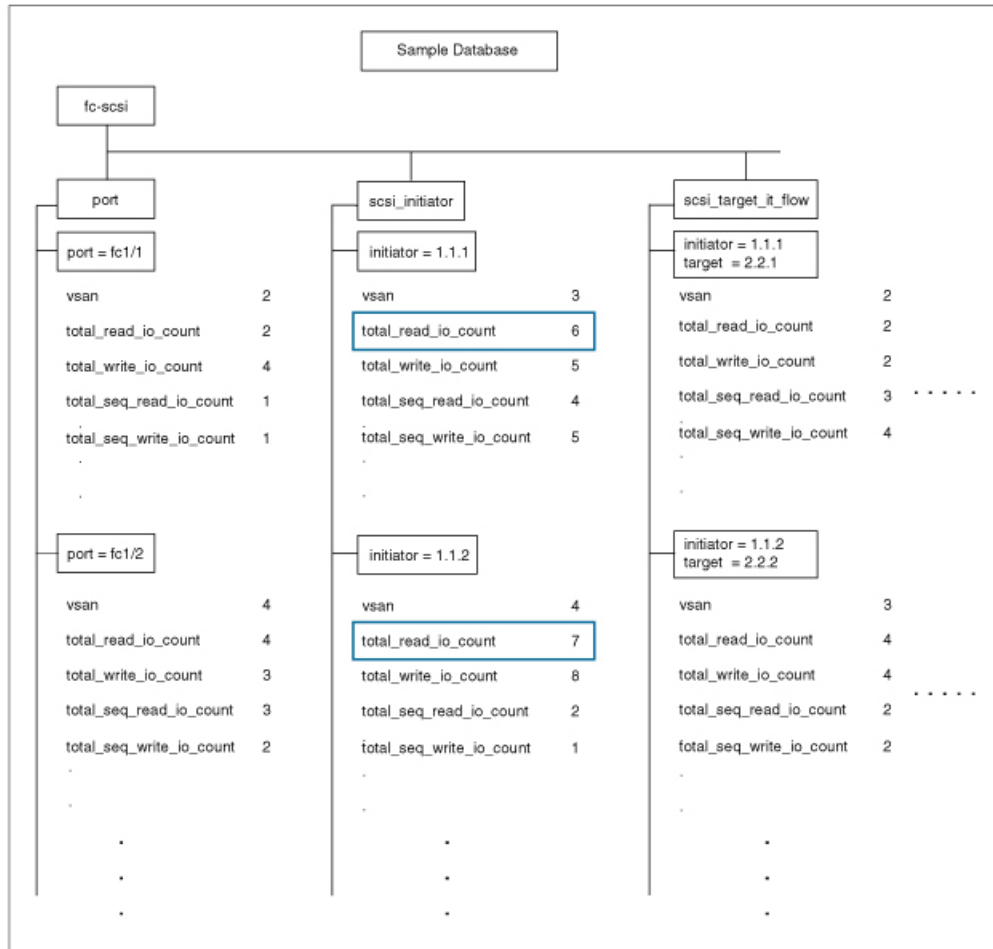 Sample Database
fc-scsi
port
port = fc1/1
vsan 2
total_read_io_count 2
total_write_io_count 4
total_seq_read_io_count 1
total_seq_write_io_count 1
port = fc1/2
vsan 4
total_read_io_count 4
total_write_io_count 3
total_seq_read_io_count 3
total_seq_write_io_count 2
scsi_initiator
initiator = 1.1.1
vsan 3
total_read_io_count 6
total_write_io_count 5
total_seq_read_io_count 4
total_seq_write_io_count 5
initiator = 1.1.2
vsan 4
total_read_io_count 7
total_write_io_count 8
total_seq_read_io_count 2
total_seq_write_io_count 1
scsi_target_it_flow
initiator = 1.1.1
target = 2.2.1
vsan 2
total_read_io_count 2
total_write_io_count 2
total_seq_read_io_count 3
total_seq_write_io_count 4
initiator = 1.1.2
target = 2.2.2
vsan 3
total_read_io_count 4
total_write_io_count 4
total_seq_read_io_count 2
total_seq_write_io_count 2